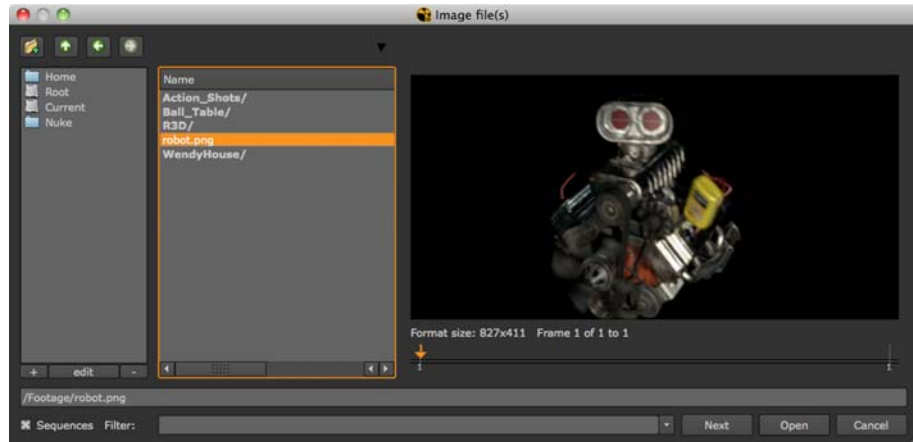 Image file(s)
Home
Root
Current
Nuke
+ edit -
Name
Action_Shots/
Ball_Table/
R3D/
robot.png
WendyHouse/
Format size: 827x411 Frame 1 of 1 to 1
1
1 1
/Footage/robot.png
Sequences Filter:
Next
Open
Cancel